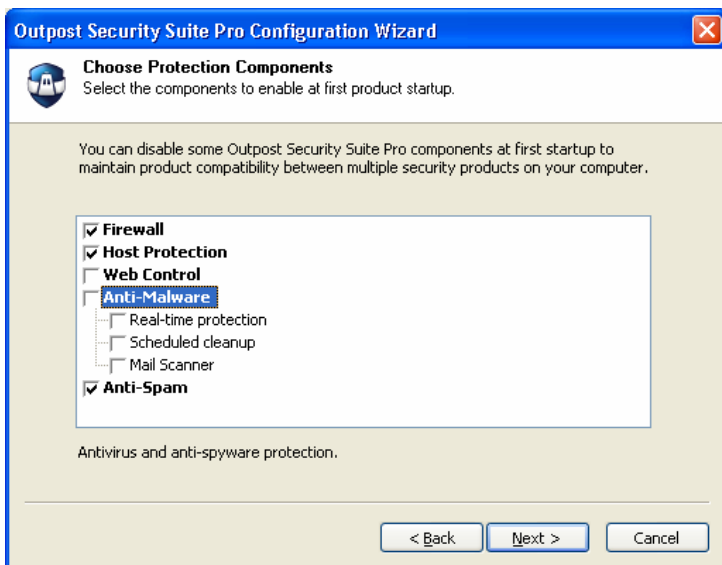 Outpost Security Suite Pro Configuration Wizard
Choose Protection Components
Select the components to enable at first product startup.
You can disable some Outpost Security Suite Pro components at first startup to
maintain product compatibility between multiple security products on your computer.
Firewall
Host Protection
Web Control
Anti-Malware
Real-time protection
Scheduled cleanup
Mail Scanner
Anti-Spam
Antivirus and anti-spyware protection.
< Back
Next >
Cancel